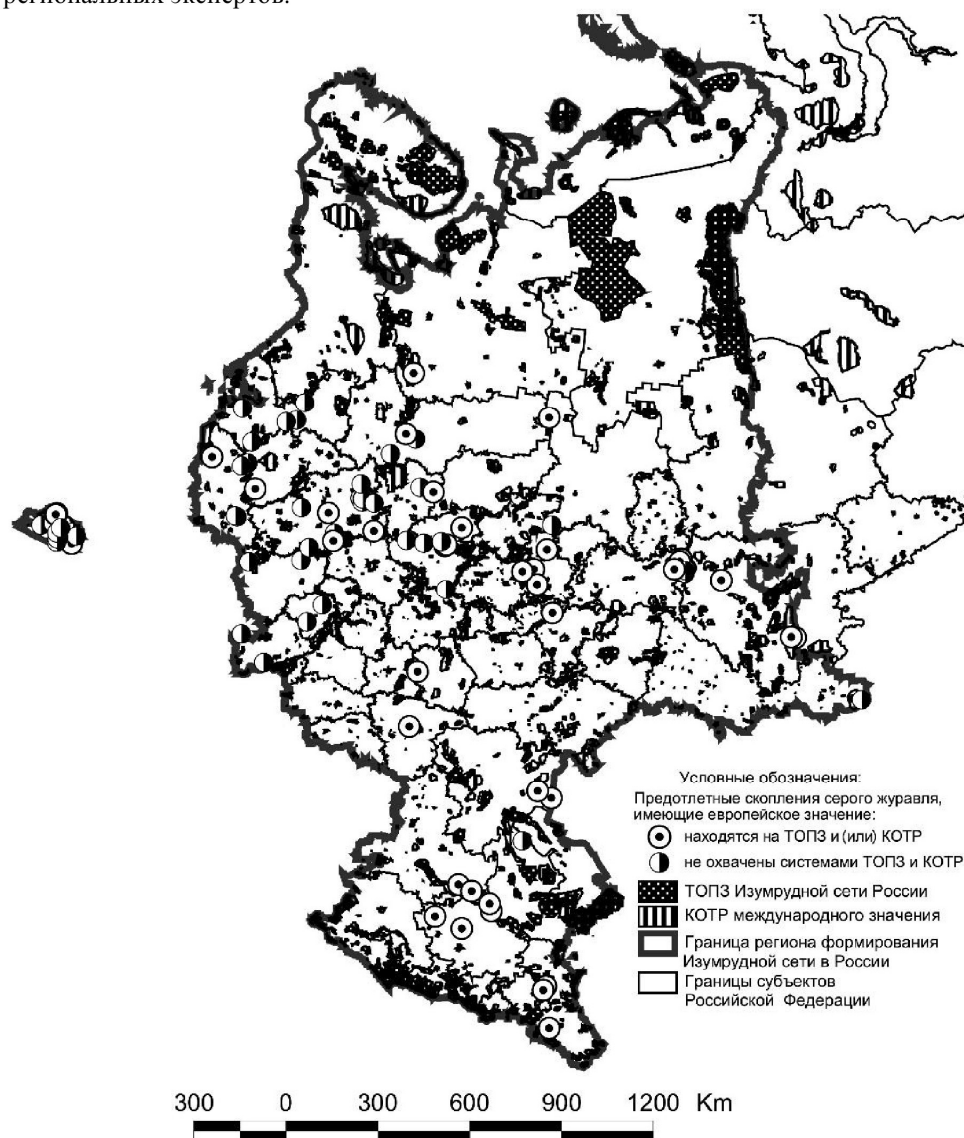 региональных экспертов.
Условные обозначения:
Предотлетные скопления серого журавля,
имеющие европейское значение:
находятся на ТОПЗ и (или) КОТР
не охвачены системами ТОПЗ и КОТР
ТОПЗ Изумрудной сети России
КОТР международного значения
Граница региона формирования
Изумрудной сети в России
Границы субъектов
Российской Федерации
300 0 300 600 900 1200 Km